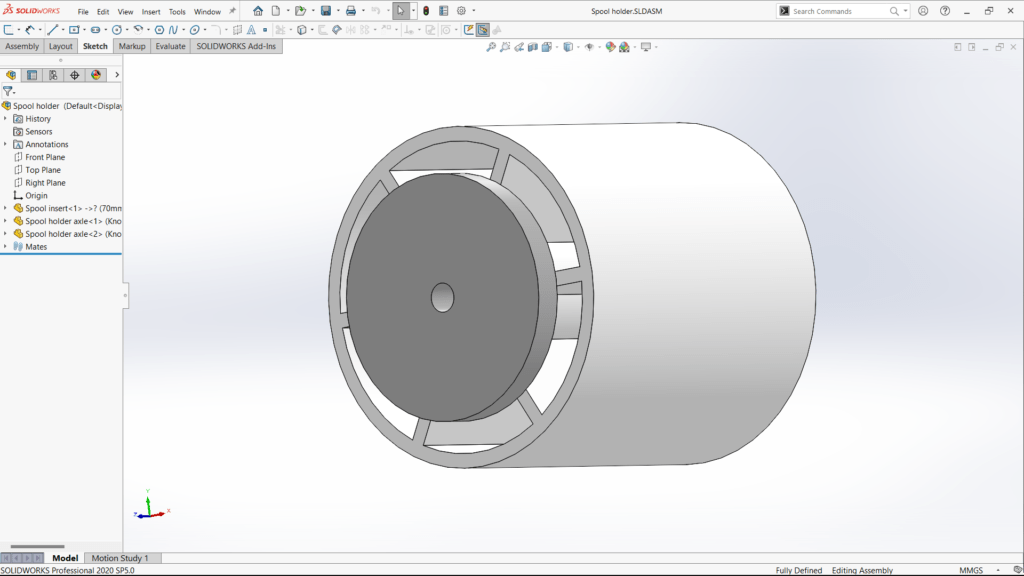 SOLIDWORKS File Edit View Insert Tools Window Spool holder.SLDASM Search Commands
Assembly Layout Sketch Markup Evaluate SOLIDWORKS Add-Ins
Spool holder (Default<Display
History
Sensors
Annotations
Front Plane
Top Plane
Right Plane
Origin
Spool insert<1> ->? (70mm
Spool holder axle<1> (Kno
Spool holder axle<2> (Kno
Mates
Y
Z
X
Model Motion Study 1
SOLIDWORKS Professional 2020 SP5.0 Fully Defined Editing Assembly MMGS